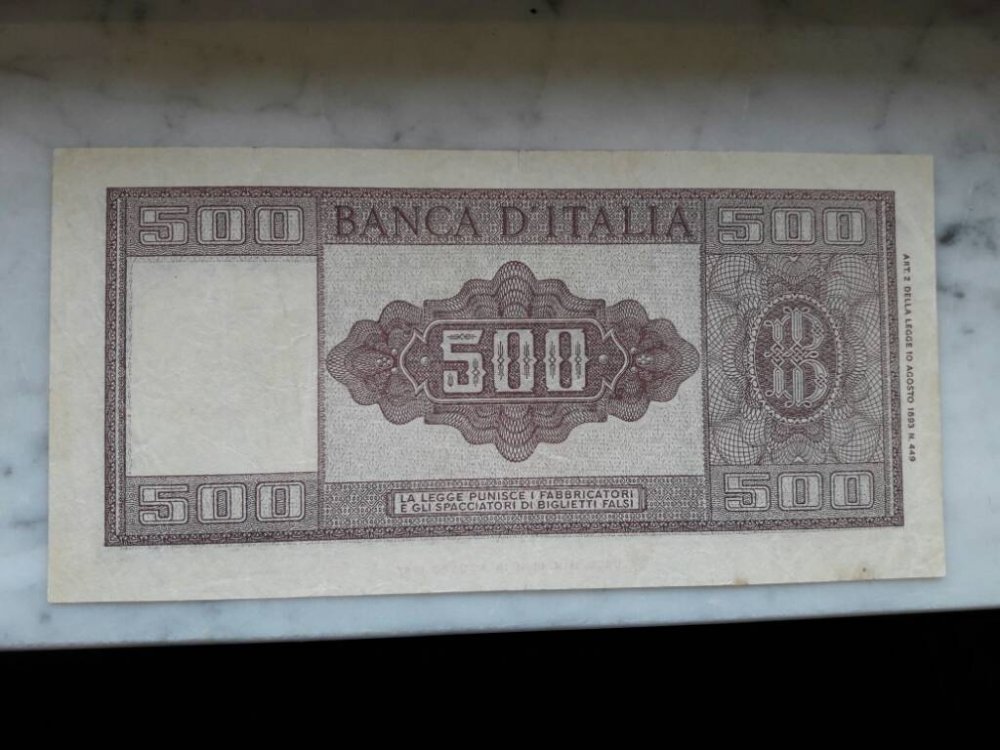 500 BANCA D'ITALIA 500
500
B
ART. 2 DELLA LEGGE 10 AGOSTO 1893 N. 449
500 500
LA LEGGE PUNISCE I FABBRICATORI
E GLI SPACCIATORI DI BIGLIETTI FALSI